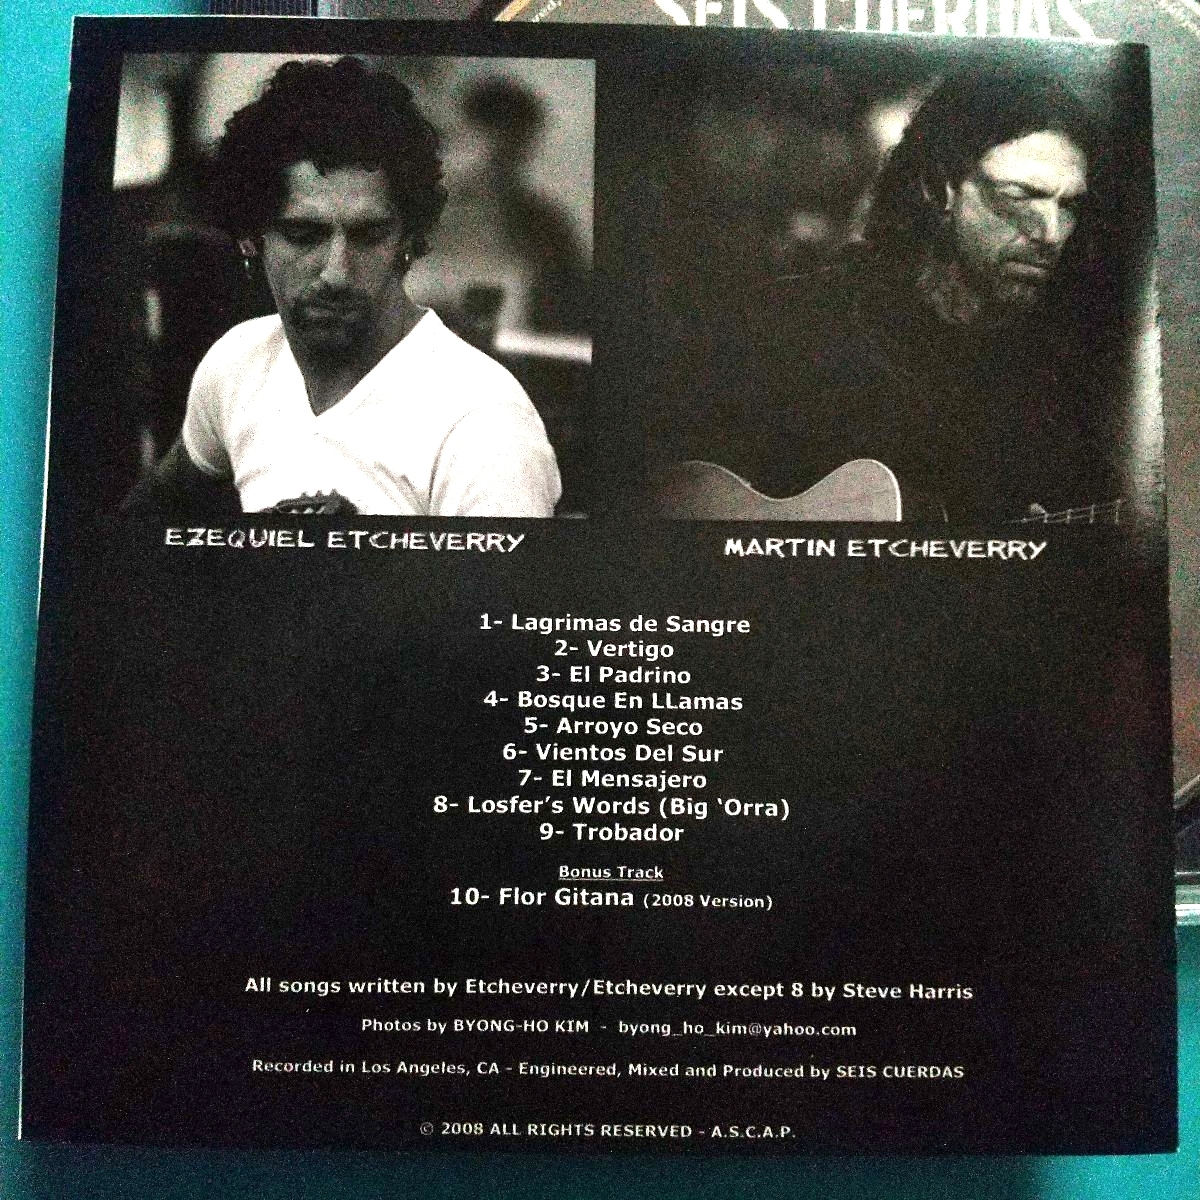 SEIS CUERDAS
EZEQUIEL ETCHEVERRY
MARTIN ETCHEVERRY
1- Lagrimas de Sangre
2- Vertigo
3- El Padrino
4- Bosque En LLamas
5- Arroyo Seco
6- Vientos Del Sur
7- El Mensajero
8- Losfer’s Words (Big ‘Orra)
9- Trobador
Bonus Track
10- Flor Gitana (2008 Version)
All songs written by Etcheverry/Etcheverry except 8 by Steve Harris
Photos by BYONG-HO KIM - byong_ho_kim@yahoo.com
Recorded in Los Angeles, CA - Engineered, Mixed and Produced by SEIS CUERDAS
© 2008 ALL RIGHTS RESERVED - A.S.C.A.P.